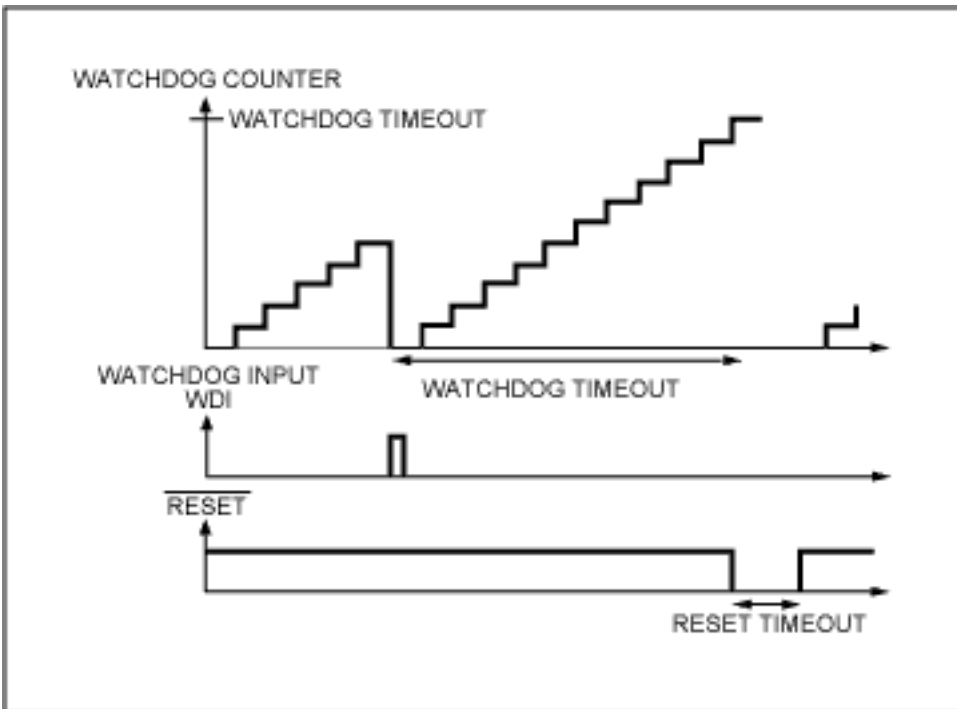 WATCHDOG COUNTER
WATCHDOG TIMEOUT
WATCHDOG INPUT
WDI
WATCHDOG TIMEOUT
RESET
RESET TIMEOUT